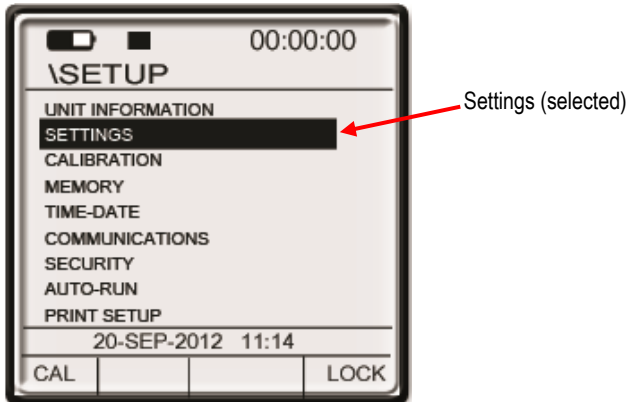 00:00:00
\SETUP
UNIT INFORMATION
SETTINGS
CALIBRATION
MEMORY
TIME-DATE
COMMUNICATIONS
SECURITY
AUTO-RUN
PRINT SETUP
20-SEP-2012 11:14
CAL LOCK
Settings (selected)